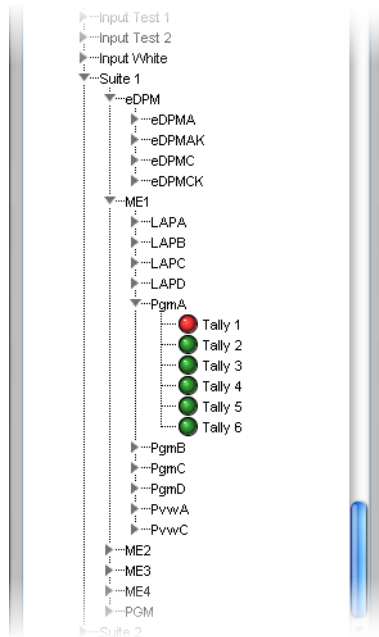 Input Test 1
Input Test 2
Input White
Suite 1
eDPM
eDPMA
eDPMAK
eDPMC
eDPMCK
ME1
LAPA
LAPB
LAPC
LAPD
PgmA
Tally 1
Tally 2
Tally 3
Tally 4
Tally 5
Tally 6
PgmB
PgmC
PgmD
PvwA
PvwC
ME2
ME3
ME4
PGM
Suite 2